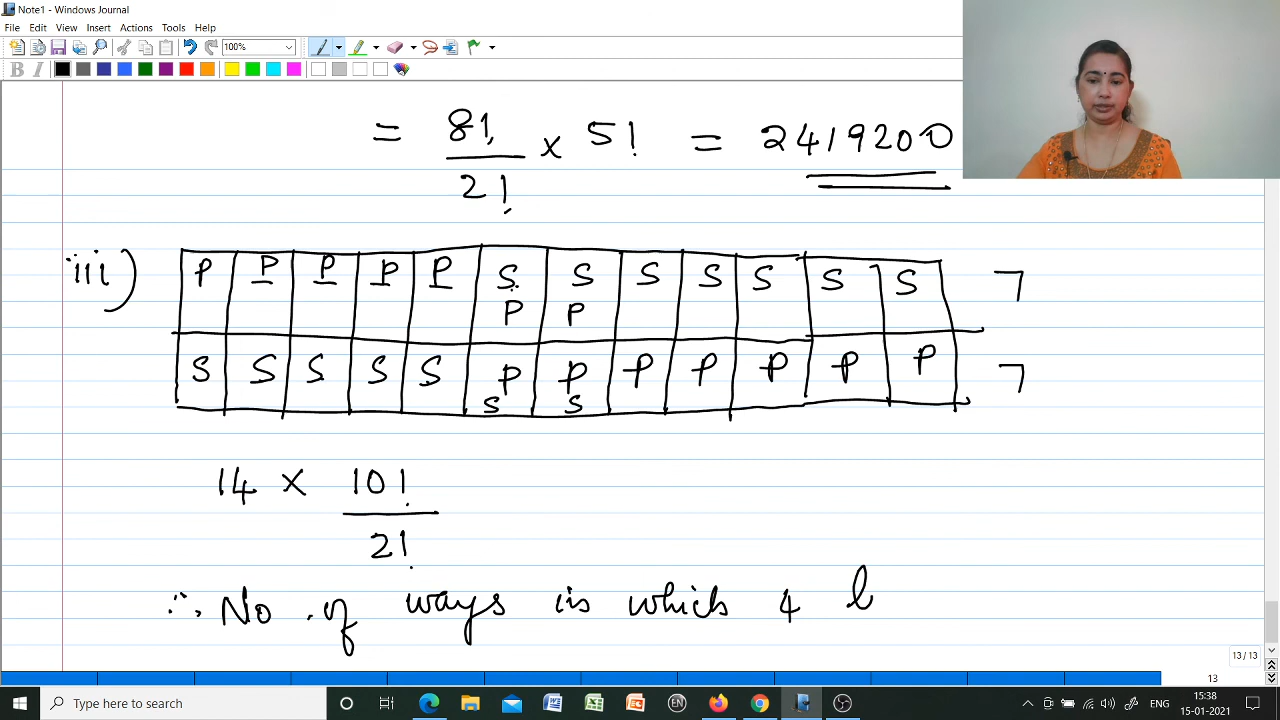 Note1 - Windows Journal
File Edit View Insert Actions Tools Help
100%
B I
= 8! / 2! × 5! = 2419200
iii) P P P P P S S S S S S S 7
P P
S S S S S P P P P P P P 7
S S
14 × 10! / 2!
∴ No. of ways is which 4 l
13 / 13
13
Type here to search
EN
ENG
15:38
15-01-2021